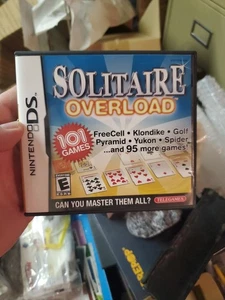 NINTENDO DS
SOLITAIRE
OVERLOAD
101
GAMES
FreeCell • Klondike • Golf
Pyramid • Yukon • Spider
...and 95 more games
E
CAN YOU MASTER THEM ALL?
TELEGAMES